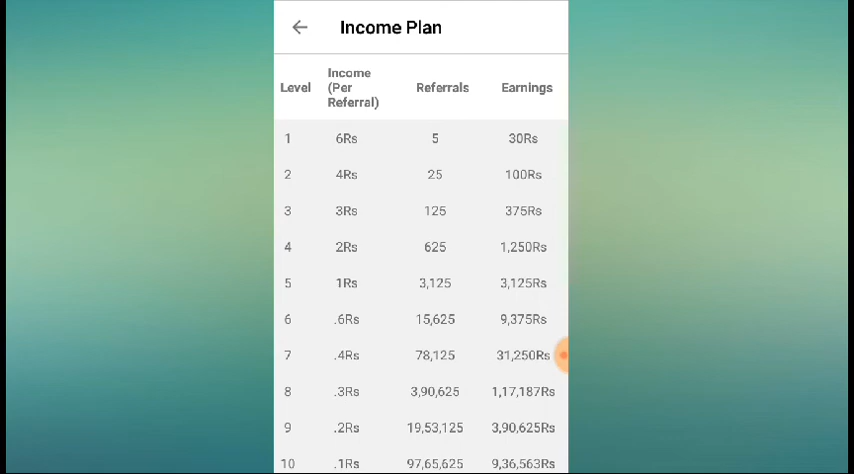 Income Plan
Level Income (Per Referral) Referrals Earnings
1 6Rs 5 30Rs
2 4Rs 25 100Rs
3 3Rs 125 375Rs
4 2Rs 625 1,250Rs
5 1Rs 3,125 3,125Rs
6 .6Rs 15,625 9,375Rs
7 .4Rs 78,125 31,250Rs
8 .3Rs 3,90,625 1,17,187Rs
9 .2Rs 19,53,125 3,90,625Rs
10 .1Rs 97,65,625 9,36,563Rs